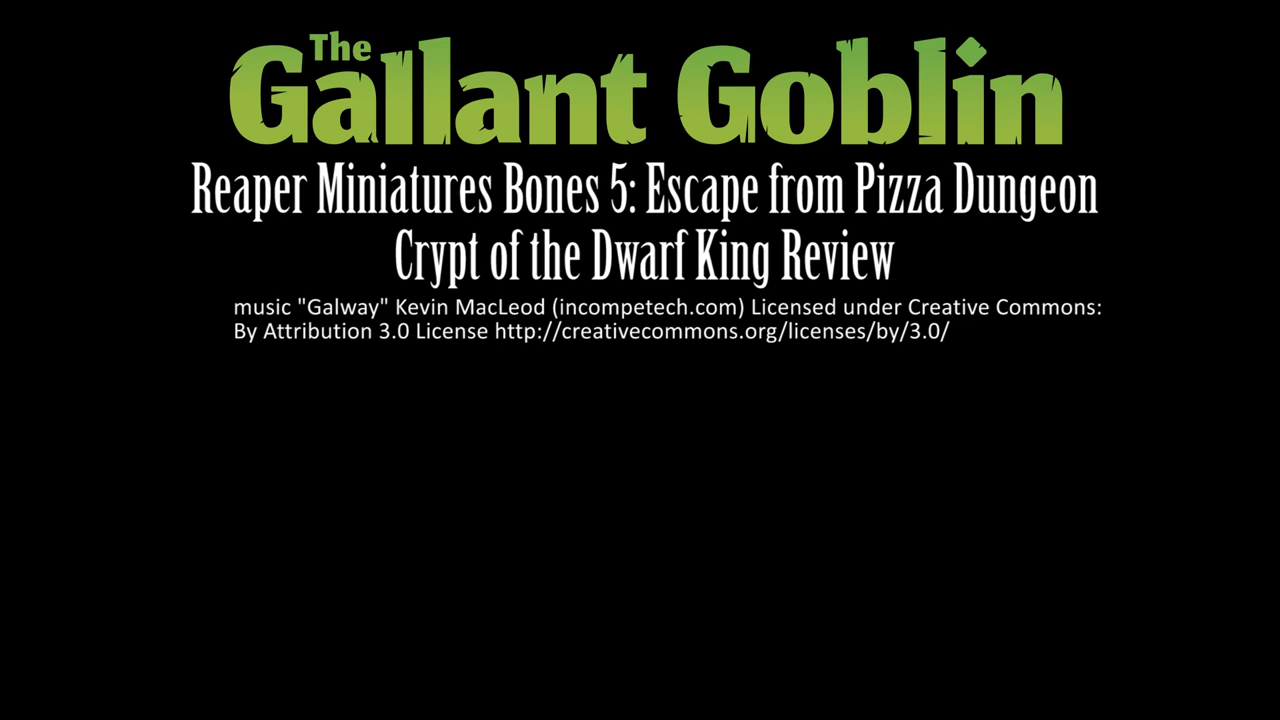 The
Gallant Goblin
Reaper Miniatures Bones 5: Escape from Pizza Dungeon
Crypt of the Dwarf King Review
music "Galway" Kevin MacLeod (incompetech.com) Licensed under Creative Commons:
By Attribution 3.0 License http://creativecommons.org/licenses/by/3.0/